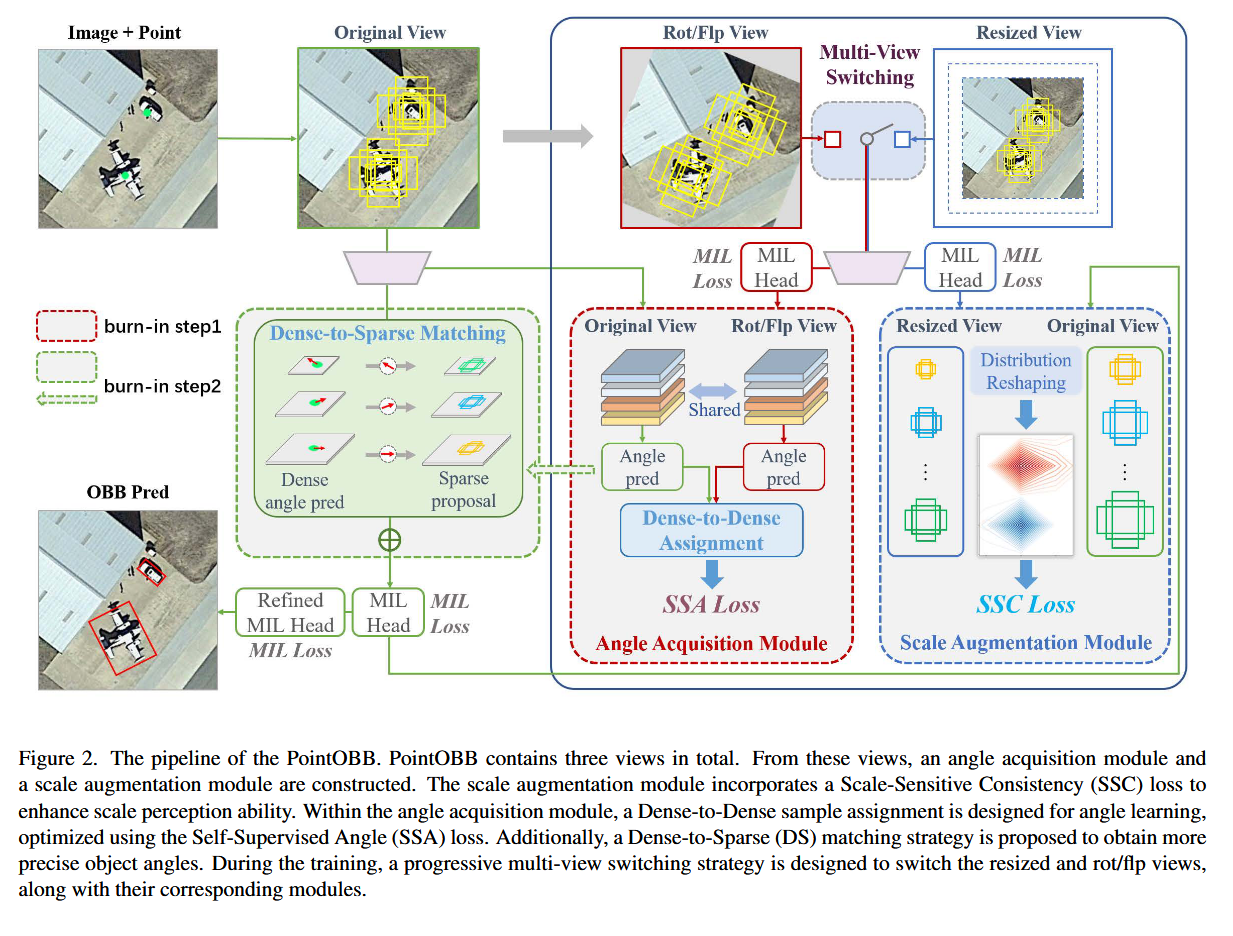 Image + Point
Original View
Rot/Flp View
Multi-View
Switching
Resized View
MIL
Loss
MIL
Head
MIL
Head
MIL
Loss
burn-in step1
burn-in step2
Dense-to-Sparse Matching
Dense
angle pred
Sparse
proposal
Original View
Rot/Flp View
Shared
Angle
pred
Angle
pred
Dense-to-Dense
Assignment
SSA Loss
Angle Acquisition Module
Resized View
Original View
Distribution
Reshaping
⋮
⋮
SSC Loss
Scale Augmentation Module
OBB Pred
Refined
MIL Head
MIL Loss
MIL
Head
MIL
Loss
Figure 2. The pipeline of the PointOBB. PointOBB contains three views in total. From these views, an angle acquisition module and
a scale augmentation module are constructed. The scale augmentation module incorporates a Scale-Sensitive Consistency (SSC) loss to
enhance scale perception ability. Within the angle acquisition module, a Dense-to-Dense sample assignment is designed for angle learning,
optimized using the Self-Supervised Angle (SSA) loss. Additionally, a Dense-to-Sparse (DS) matching strategy is proposed to obtain more
precise object angles. During the training, a progressive multi-view switching strategy is designed to switch the resized and rot/flp views,
along with their corresponding modules.